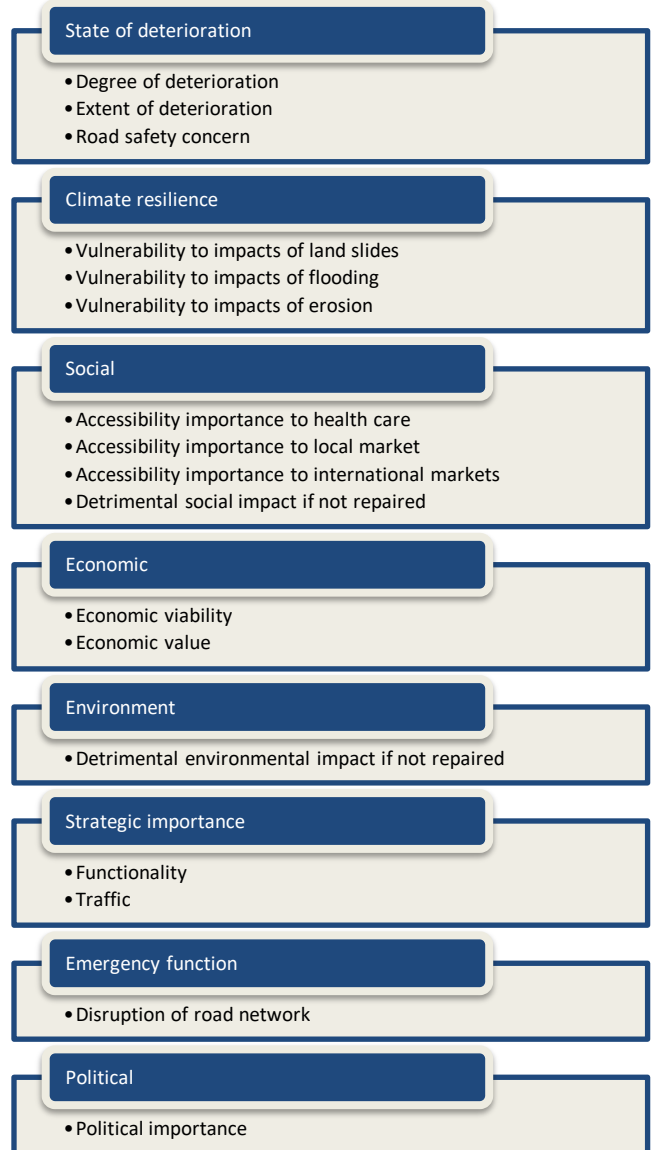 State of deterioration
•Degree of deterioration
•Extent of deterioration
•Road safety concern
Climate resilience
•Vulnerability to impacts of land slides
•Vulnerability to impacts of flooding
•Vulnerability to impacts of erosion
Social
•Accessibility importance to health care
•Accessibility importance to local market
•Accessibility importance to international markets
•Detrimental social impact if not repaired
Economic
•Economic viability
•Economic value
Environment
•Detrimental environmental impact if not repaired
Strategic importance
•Functionality
•Traffic
Emergency function
•Disruption of road network
Political
•Political importance